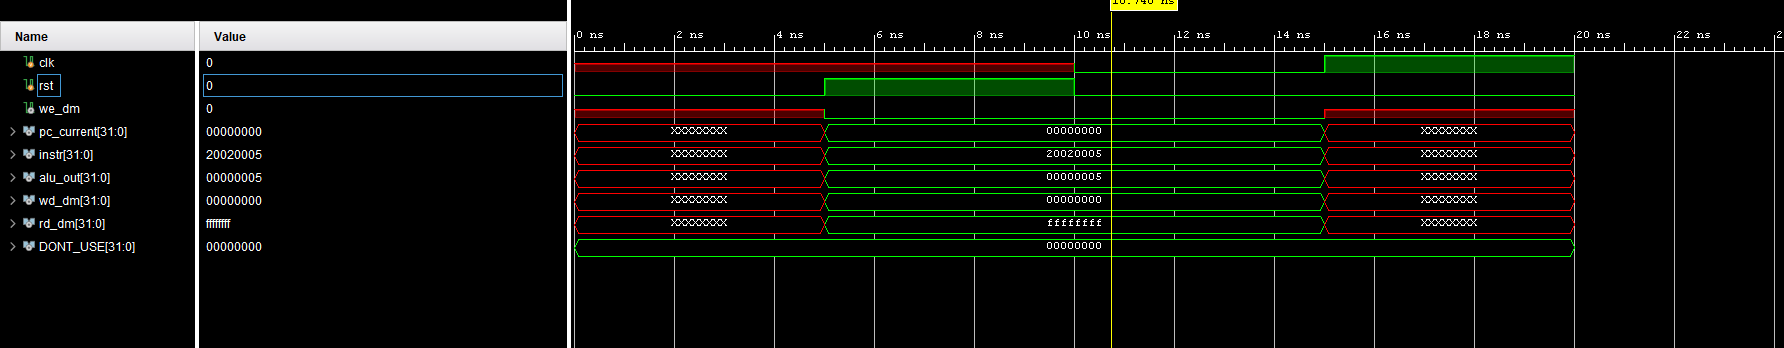 Name Value 0 ns 2 ns 4 ns 6 ns 8 ns 10 ns 12 ns 14 ns 16 ns 18 ns 20 ns 22 ns
clk 0
rst 0
we_dm 0
pc_current[31:0] 00000000 XXXXXXXX 00000000 XXXXXXXX
instr[31:0] 20020005 XXXXXXXX 20020005 XXXXXXXX
alu_out[31:0] 00000005 XXXXXXXX 00000005 XXXXXXXX
wd_dm[31:0] 00000000 XXXXXXXX 00000000 XXXXXXXX
rd_dm[31:0] ffffffff XXXXXXXX ffffffff XXXXXXXX
DONT_USE[31:0] 00000000 00000000